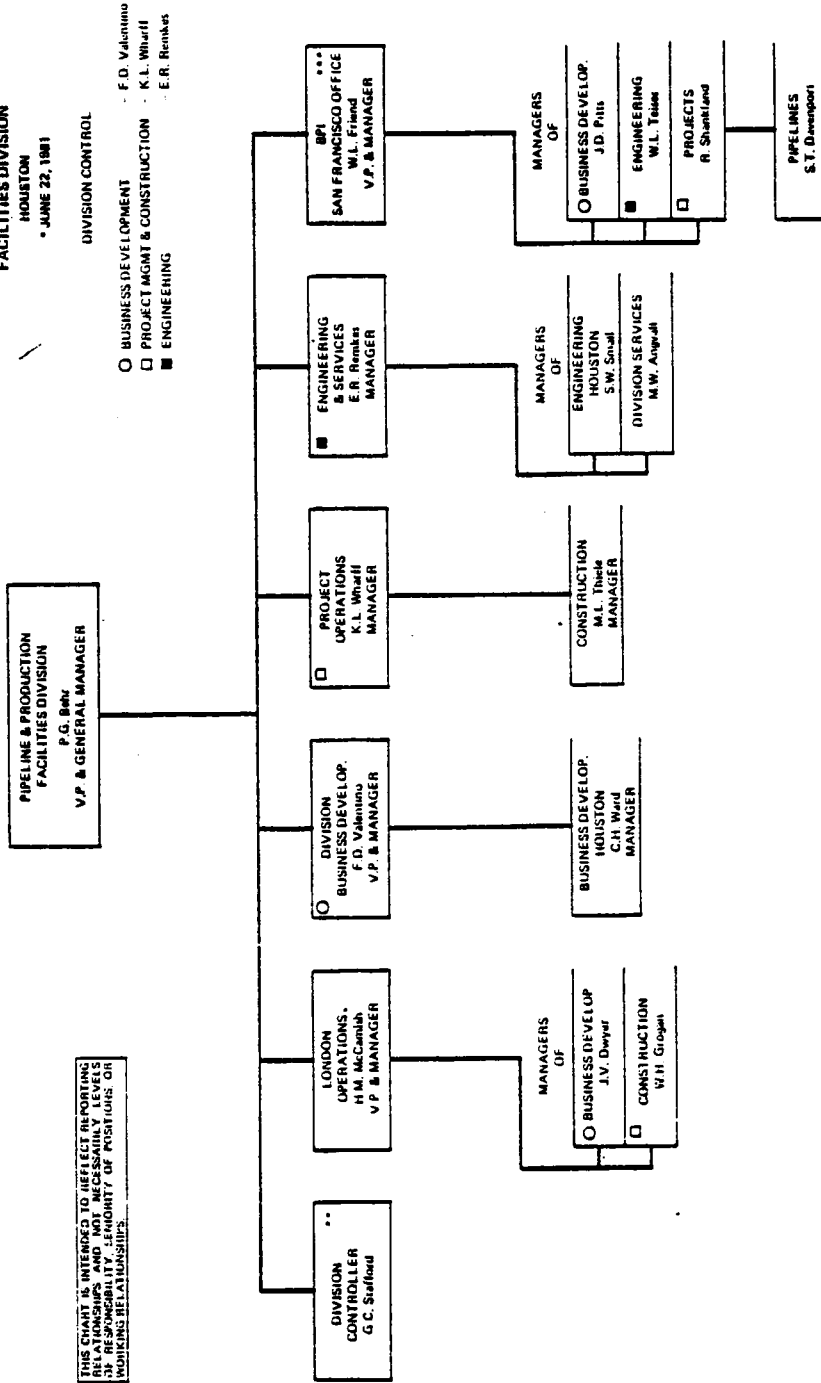 FACILITIES DIVISION
HOUSTON
* JUNE 22, 1981
DIVISION CONTROL
○ BUSINESS DEVELOPMENT - F.D. Valentino
□ PROJECT MGMT & CONSTRUCTION - K.L. Wharff
■ ENGINEERING - E.R. Remkes
THIS CHART IS INTENDED TO REFLECT REPORTING
RELATIONSHIPS AND NOT NECESSARILY LEVELS
OF RESPONSIBILITY, SENIORITY OF POSITIONS, OR
WORKING RELATIONSHIPS.
PIPELINE & PRODUCTION
FACILITIES DIVISION
P.G. Behr
V.P. & GENERAL MANAGER
DIVISION **
CONTROLLER
G.C. Stafford
LONDON
OPERATIONS.
H.M. McCamish
V.P. & MANAGER
MANAGERS
OF
○ BUSINESS DEVELOP
J.V. Dwyer
□ CONSTRUCTION
W.H. Grogan
○ DIVISION
BUSINESS DEVELOP.
F.D. Valentino
V.P. & MANAGER
BUSINESS DEVELOP.
HOUSTON
C.H. Ward
MANAGER
□ PROJECT
OPERATIONS
K.L. Wharff
MANAGER
CONSTRUCTION
M.L. Thiele
MANAGER
■ ENGINEERING
& SERVICES
E.R. Remkes
MANAGER
MANAGERS
OF
ENGINEERING
HOUSTON
S.W. Small
DIVISION SERVICES
M.W.
BPI ***
SAN FRANCISCO OFFICE
W.L. Friend
V.P. & MANAGER
MANAGERS
OF
○ BUSINESS DEVELOP.
J.D. Pitts
■ ENGINEERING
W.L.
□ PROJECTS
R. Shankland
PIPELINES
S.T. Davenport